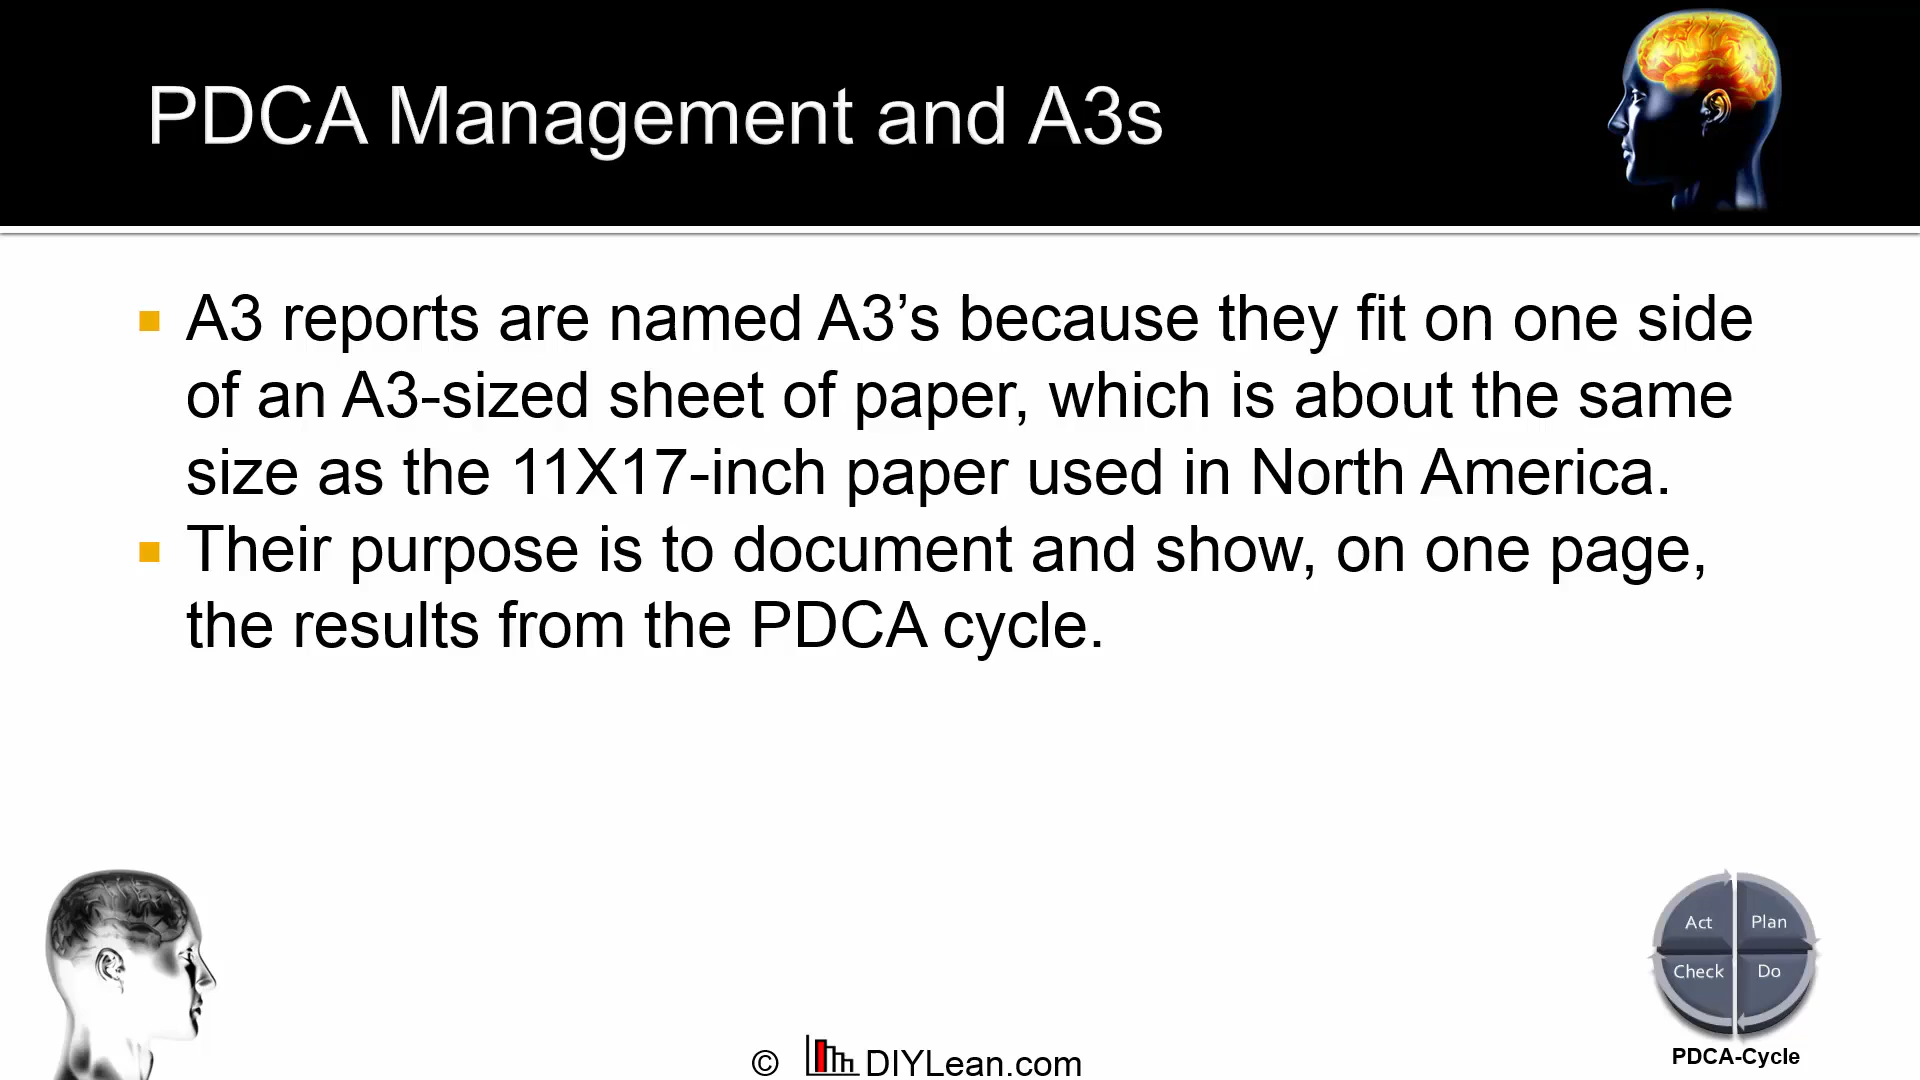 PDCA Management and A3s
A3 reports are named A3’s because they fit on one side
of an A3-sized sheet of paper, which is about the same
size as the 11X17-inch paper used in North America.
Their purpose is to document and show, on one page,
the results from the PDCA cycle.
Act Plan
Check Do
PDCA-Cycle
© DIYLean.com